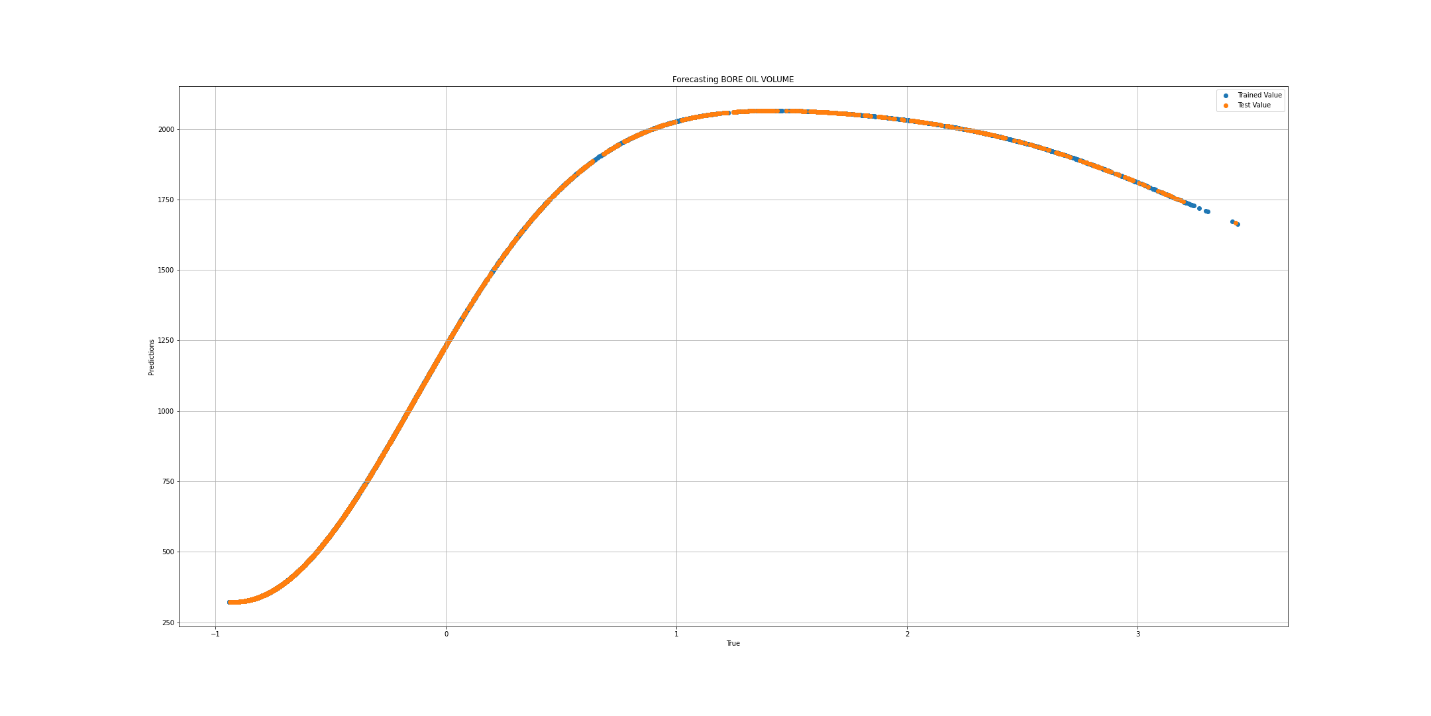 Forecasting BORE OIL VOLUME
Trained Value
Test Value
2000
1750
1500
1250
1000
750
500
250
Predictions
−1
0
1
2
3
True